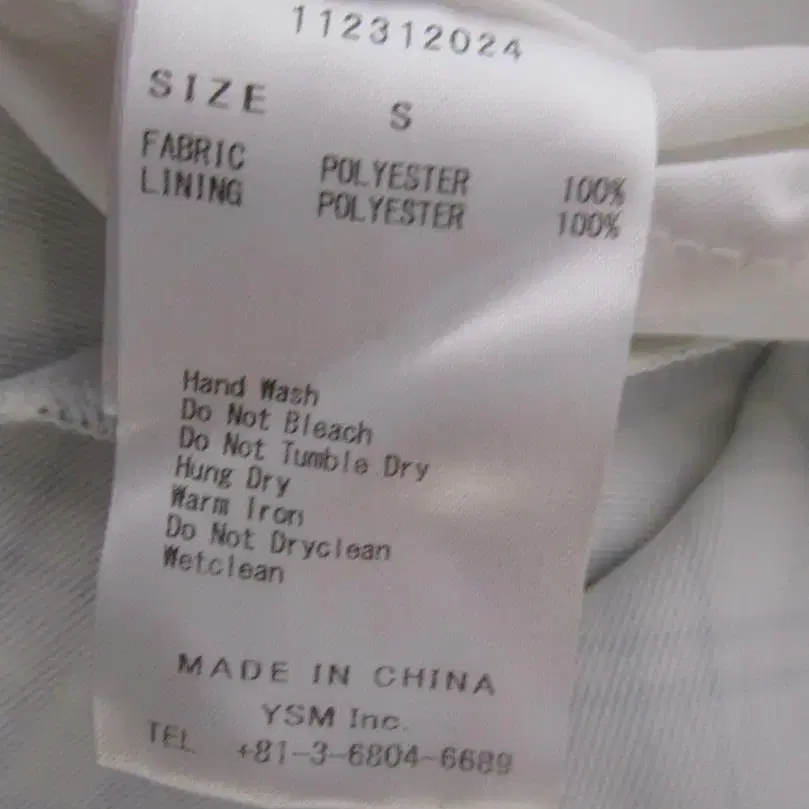 112312024
SIZE S
FABRIC POLYESTER 100%
LINING POLYESTER 100%
Hand Wash
Do Not Bleach
Do Not Tumble Dry
Hung Dry
Warm Iron
Do Not Dryclean
Wetclean
MADE IN CHINA
YSM Inc.
TEL +81-3-6804-6689